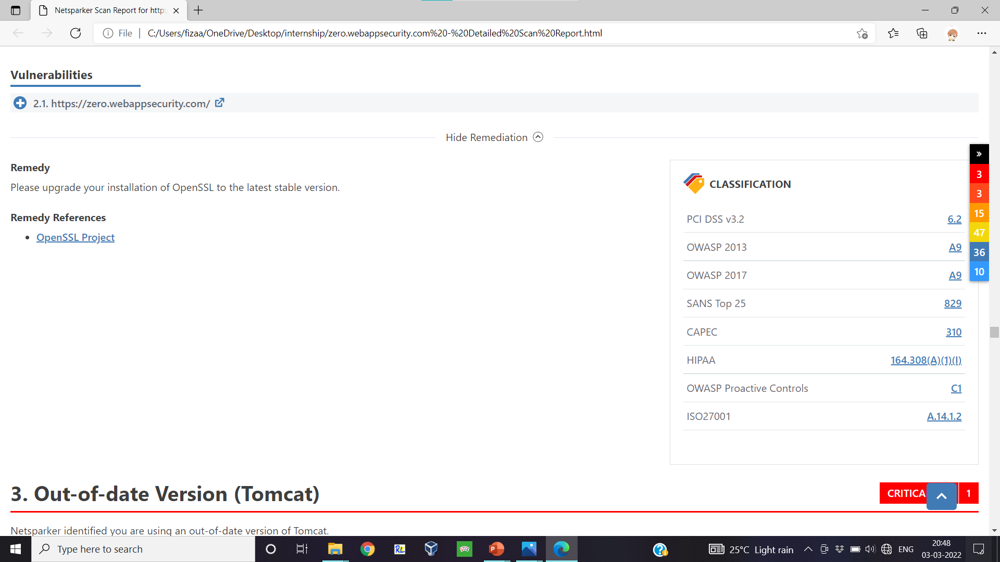 Netsparker Scan Report for http:
File
C:/Users/fizaa/OneDrive/Desktop/internship/zero.webappsecurity.com%20-%20Detailed%20Scan%20Report.html
Vulnerabilities
2.1. https://zero.webappsecurity.com/
Hide Remediation
Remedy
Please upgrade your installation of OpenSSL to the latest stable version.
Remedy References
OpenSSL Project
CLASSIFICATION
PCI DSS v3.2 6.2
OWASP 2013 A9
OWASP 2017 A9
SANS Top 25 829
CAPEC 310
HIPAA 164.308(A)(1)(I)
OWASP Proactive Controls C1
ISO27001 A.14.1.2
»
3
3
15
47
36
10
3. Out-of-date Version (Tomcat)
CRITICA 1
Netsparker identified you are using an out-of-date version of Tomcat.
Type here to search
RL
P
25°C Light rain
ENG
20:48
03-03-2022